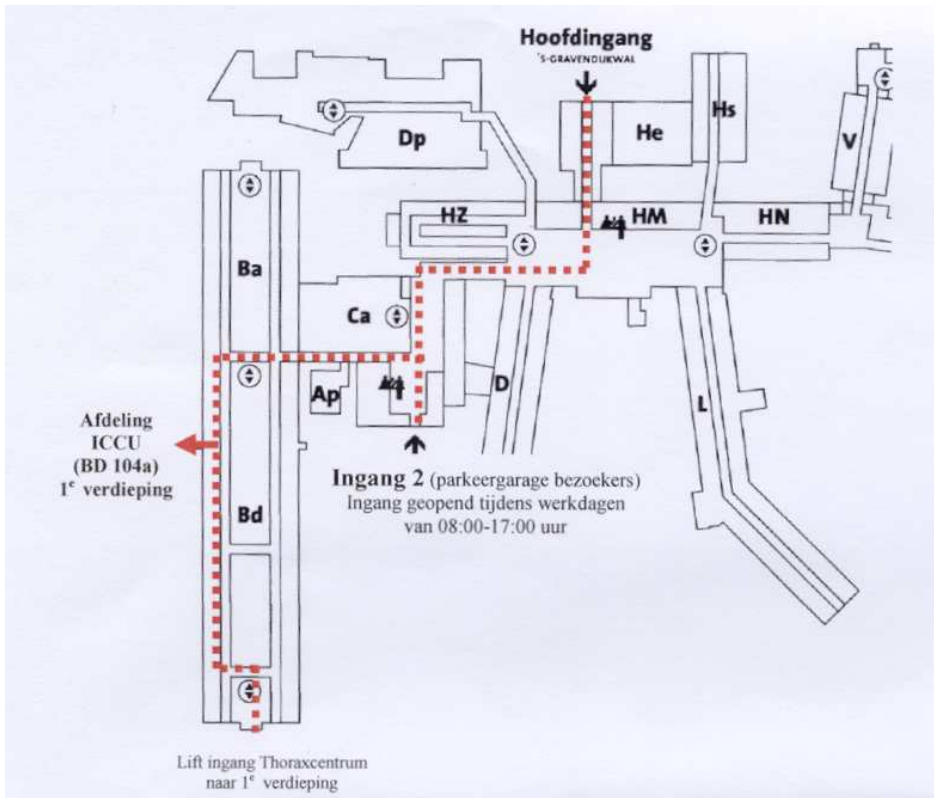 Hoofdingang
'S-GRAVENDIJKWAL
Hs
He
V
Dp
HZ
HM
HN
Ba
Ca
Ap
D
L
Afdeling
ICCU
(BD 104a)
1e verdieping
Bd
Ingang 2 (parkeergarage bezoekers)
Ingang geopend tijdens werkdagen
van 08:00-17:00 uur
Lift ingang Thoraxcentrum
naar 1e verdieping